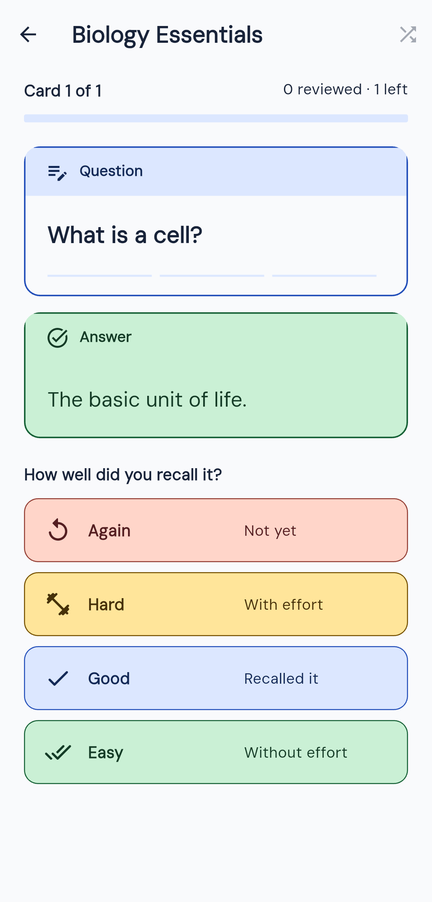 Biology Essentials
Card 1 of 1
0 reviewed · 1 left
Question
What is a cell?
Answer
The basic unit of life.
How well did you recall it?
Again Not yet
Hard With effort
Good Recalled it
Easy Without effort